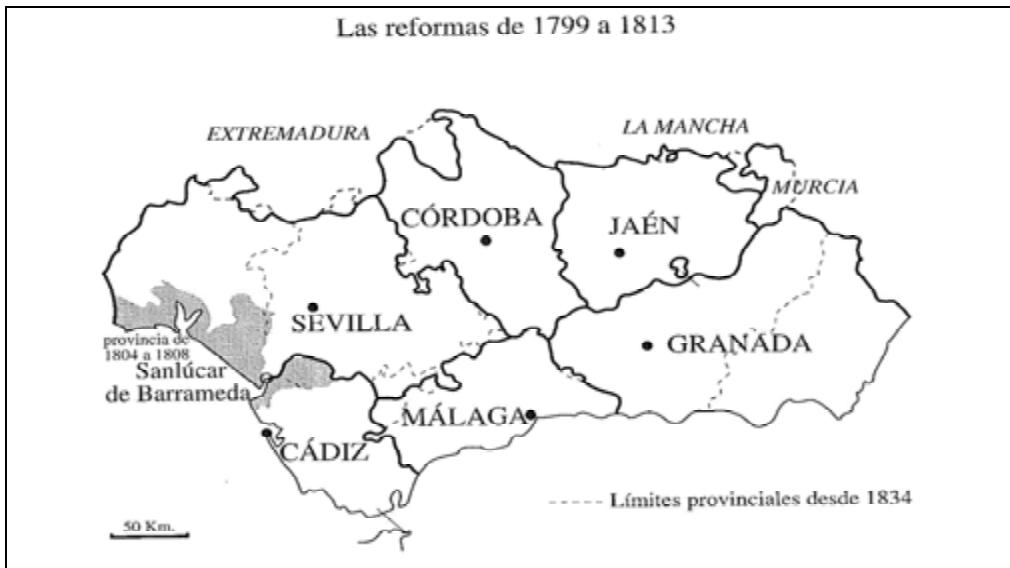 Las reformas de 1799 a 1813
EXTREMADURA
LA MANCHA
MURCIA
CÓRDOBA
JAÉN
SEVILLA
GRANADA
provincia de
1804 a 1808
Sanlúcar
de Barrameda
MÁLAGA
CÁDIZ
Límites provinciales desde 1834
50 Km.